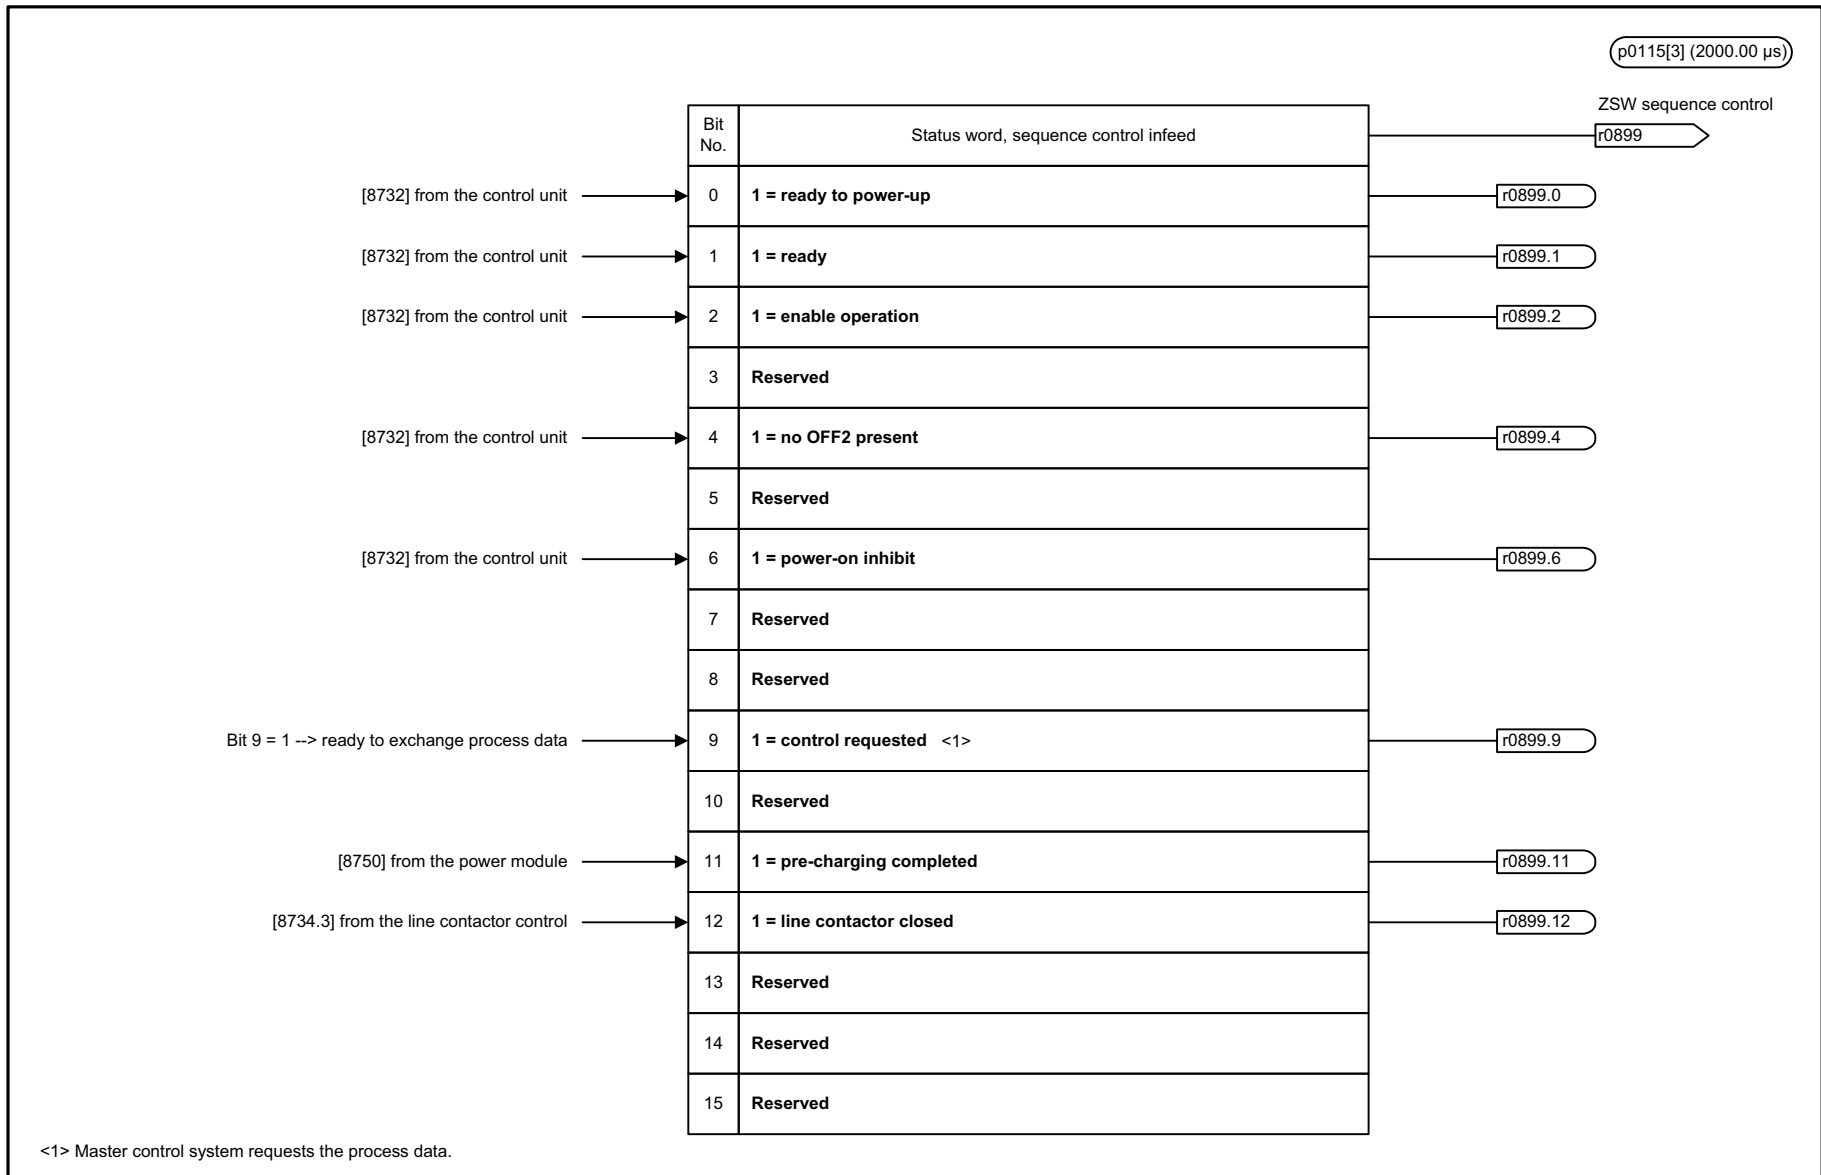 p0115[3] (2000.00 µs)
ZSW sequence control
Bit
No.
Status word, sequence control infeed
r0899
[8732] from the control unit
0
1 = ready to power-up
r0899.0
[8732] from the control unit
1
1 = ready
r0899.1
[8732] from the control unit
2
1 = enable operation
r0899.2
3
Reserved
[8732] from the control unit
4
1 = no OFF2 present
r0899.4
5
Reserved
[8732] from the control unit
6
1 = power-on inhibit
r0899.6
7
Reserved
8
Reserved
Bit 9 = 1 --> ready to exchange process data
9
1 = control requested <1>
r0899.9
10
Reserved
[8750] from the power module
11
1 = pre-charging completed
r0899.11
[8734.3] from the line contactor control
12
1 = line contactor closed
r0899.12
13
Reserved
14
Reserved
15
Reserved
<1> Master control system requests the process data.